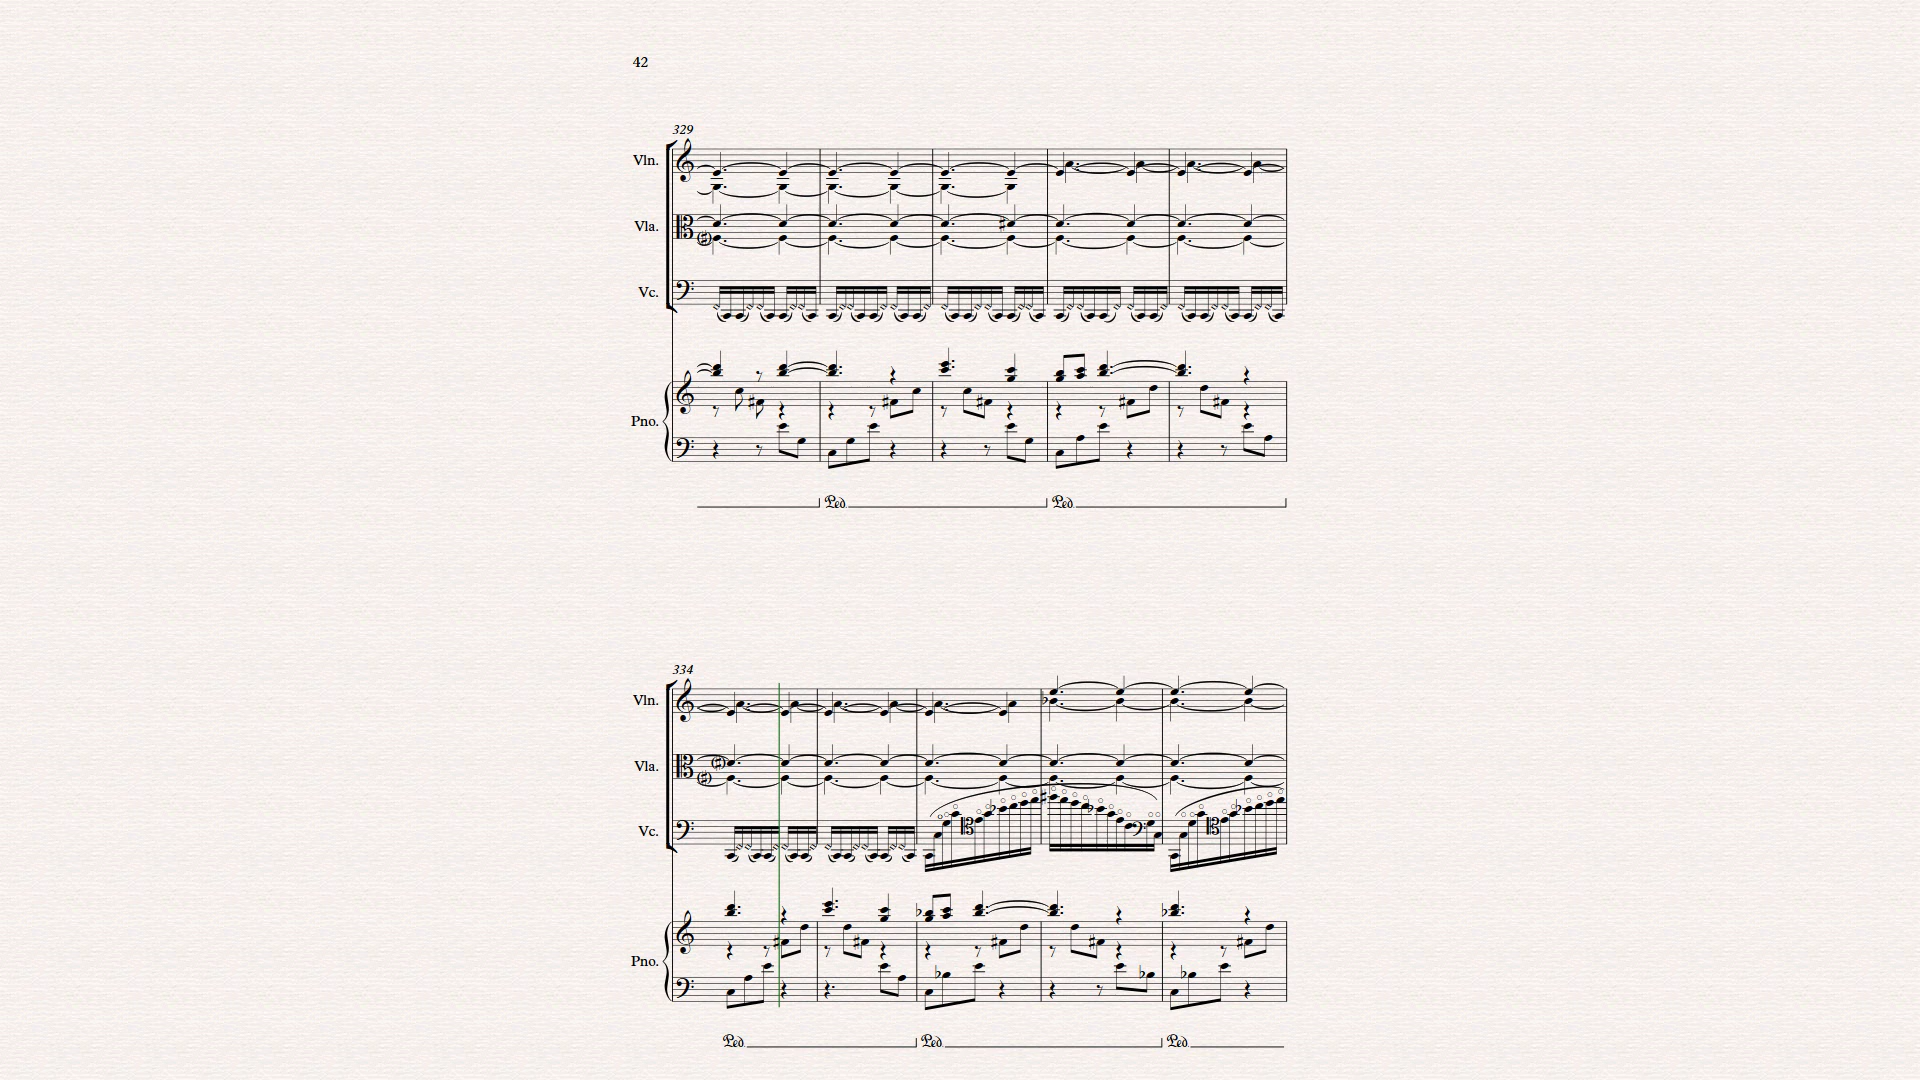 42
329
Vln.
Vla.
Vc.
Pno.
Ped Ped
334
Vln.
Vla.
Vc.
Pno.
Ped Ped Ped